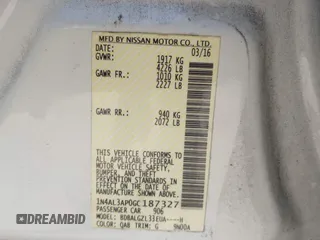 MFD BY NISSAN MOTOR CO., LTD.
DATE: 03/16
GVWR: 1917 KG
4226 LB
GAWR FR: 1010 KG
2227 LB
GAWR RR: 940 KG
2072 LB
THIS VEHICLE CONFORMS TO ALL
APPLICABLE FEDERAL MOTOR
VEHICLE SAFETY,
BUMPER, AND THEFT PREVENTION
STANDARDS IN EFFECT
ON THE DATE OF
MANUFACTURE SHOWN ABOVE.
1N4AL3AP0GC187327
PASSENGER CAR 906
MODEL:
COLOR: QAB TRIM: G